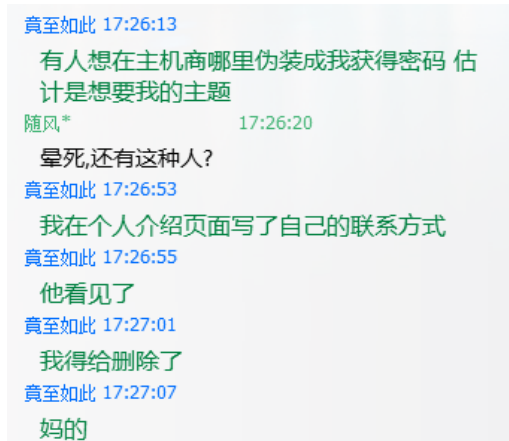 竟至如此 17:26:13
有人想在主机商哪里伪装成我获得密码 估
计是想要我的主题
随风* 17:26:20
晕死,还有这种人?
竟至如此 17:26:53
我在个人介绍页面写了自己的联系方式
竟至如此 17:26:55
他看见了
竟至如此 17:27:01
我得给删除了
竟至如此 17:27:07
妈的